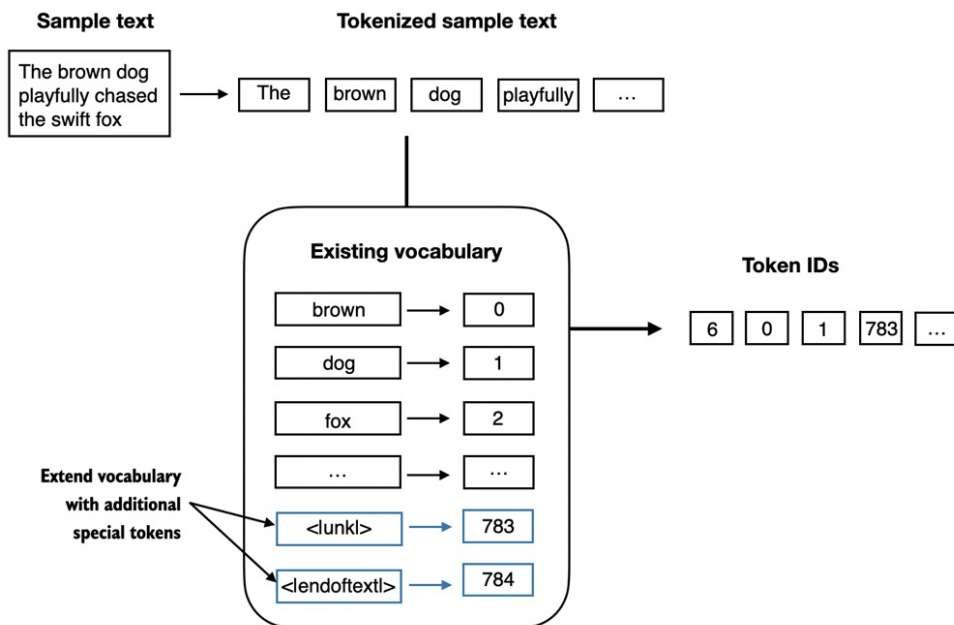 Sample text
Tokenized sample text
The brown dog
playfully chased
the swift fox
The brown dog playfully ...
Existing vocabulary
Token IDs
brown 0
6 0 1 783 ...
dog 1
fox 2
... ...
Extend vocabulary
with additional
special tokens
<|unk|> 783
<|endoftext|> 784